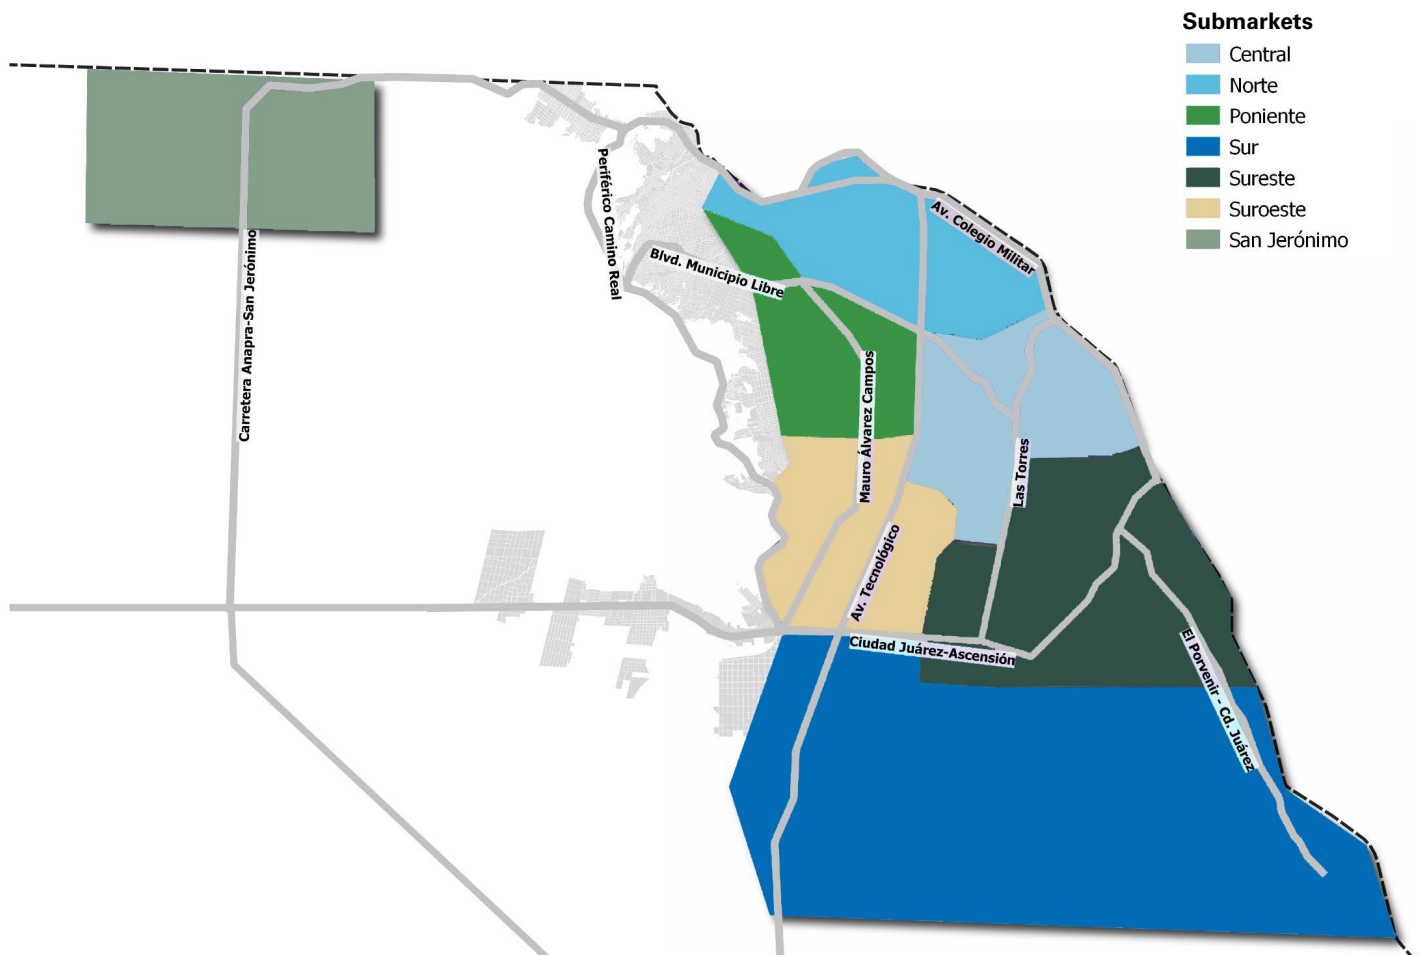 Submarkets
Central
Norte
Poniente
Sur
Sureste
Suroeste
San Jerónimo
Periférico Camino Real
Av. Colegio Militar
Blvd. Municipio Libre
Carretera Anapra-San Jerónimo
Mauro Álvarez Campos
Las Torres
Av. Tecnológico
Ciudad Juárez-Ascensión
El Porvenir - Cd. Juárez